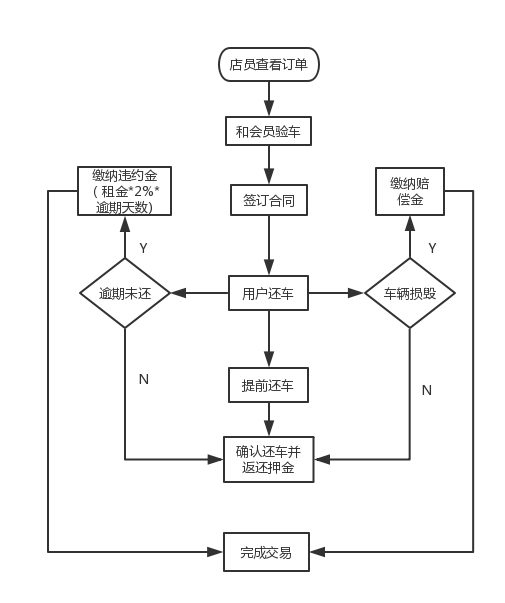 店员查看订单
和会员验车
缴纳违约金
（租金*2%*
逾期天数)
签订合同
缴纳赔
偿金
Y
Y
逾期未还
用户还车
车辆损毁
提前还车
N
N
确认还车并
返还押金
完成交易